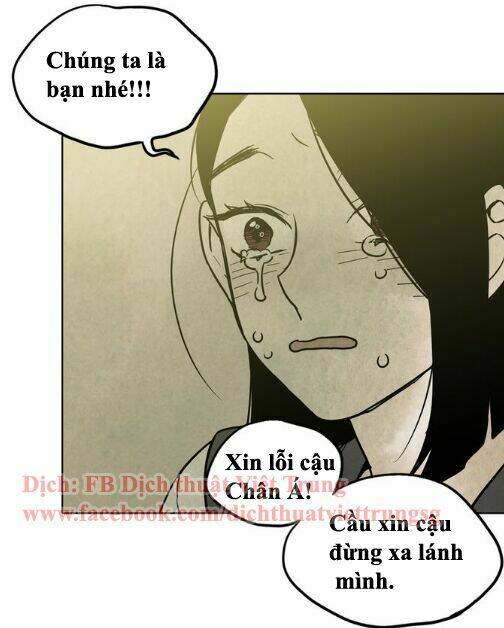 Chúng ta là
bạn nhé!!!
Xin lỗi cậu
Chân Á!
Dịch: FB Dịch thuật Việt Trung
www.facebook.com/dichthuatviettrungsg
Cầu xin cậu
đừng xa lánh
mình.